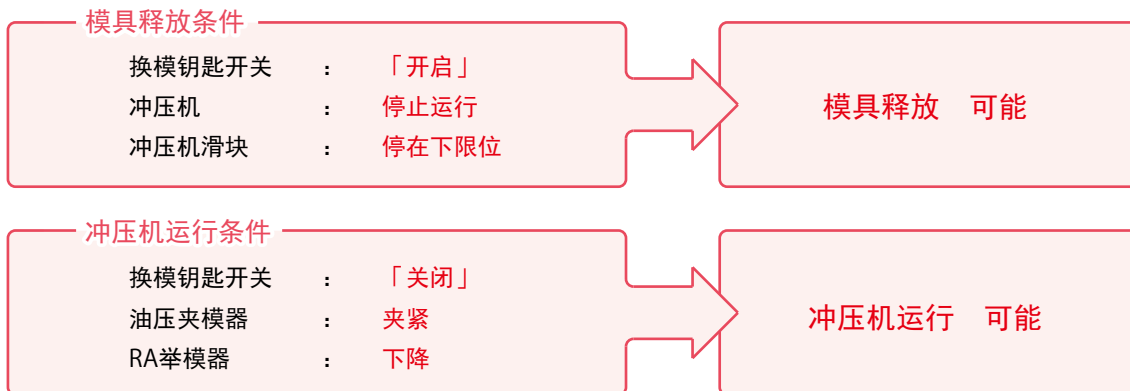 模具释放条件
换模钥匙开关 : 「开启」
冲压机 : 停止运行
冲压机滑块 : 停在下限位
模具释放 可能
冲压机运行条件
换模钥匙开关 : 「关闭」
油压夹模器 : 夹紧
RA举模器 : 下降
冲压机运行 可能